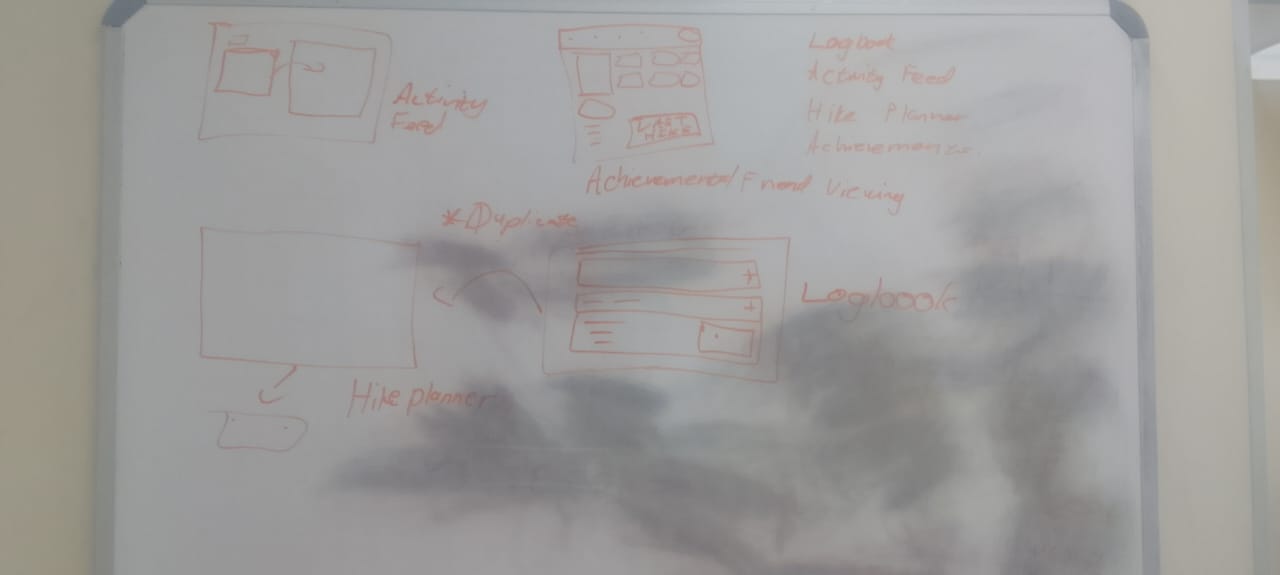 Activity
Feed
LAST
HIKE
Achievements/Friend Viewing
Logbook
Activity Feed
Hike Planner
Achievements
*Duplicate
Logbook
Hike planner